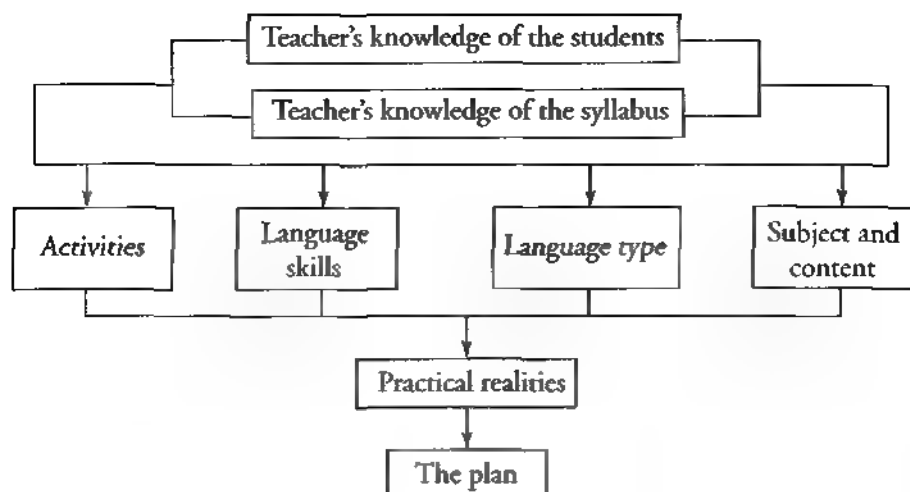 Teacher's knowledge of the students
Teacher's knowledge of the syllabus
Activities
Language
skills
Language type
Subject and
content
Practical realities
The plan